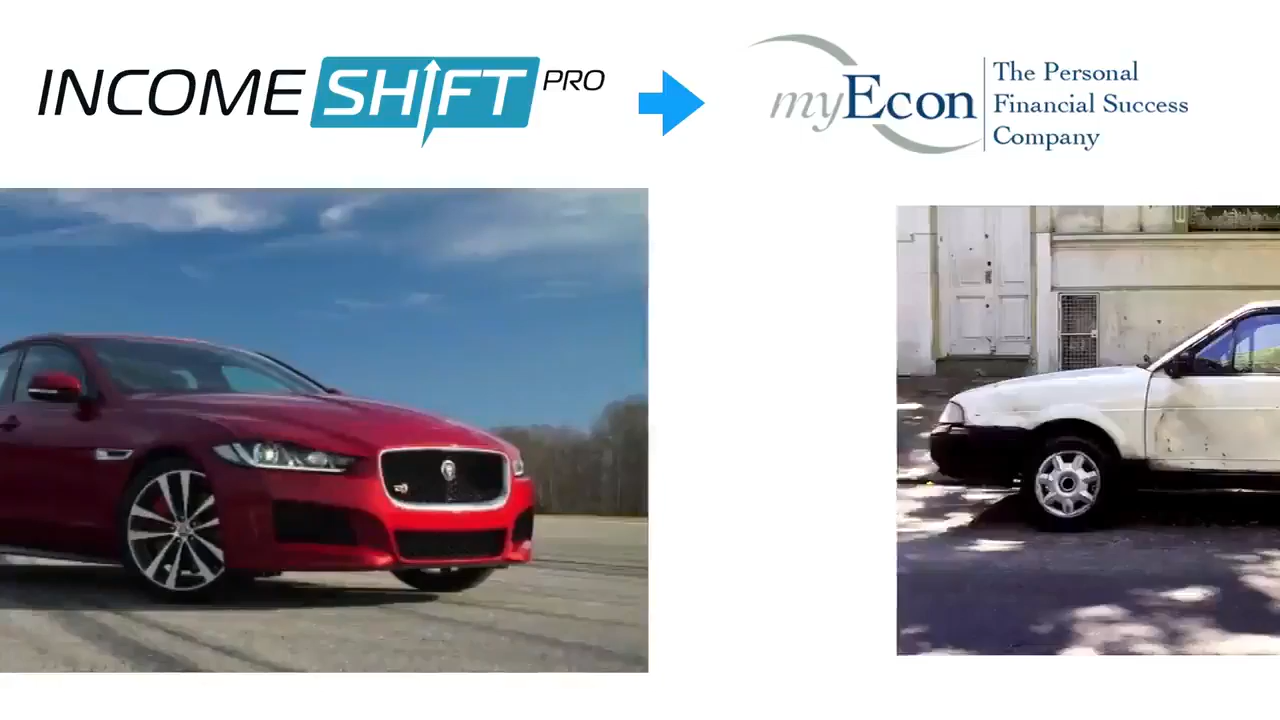 INCOME SHIFT PRO
myEcon
The Personal
Financial Success
Company